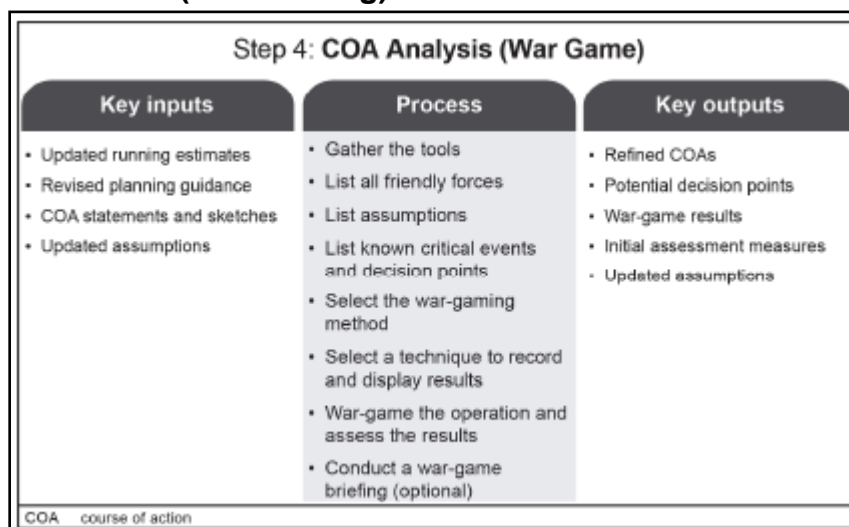 Step 4: COA Analysis (War Game)
Key inputs
• Updated running estimates
• Revised planning guidance
• COA statements and sketches
• Updated assumptions
Process
• Gather the tools
• List all friendly forces
• List assumptions
• List known critical events
and decision points
• Select the war-gaming
method
• Select a technique to record
and display results
• War-game the operation and
assess the results
• Conduct a war-game
briefing (optional)
Key outputs
• Refined COAs
• Potential decision points
• War-game results
• Initial assessment measures
• Updated assumptions
COA course of action